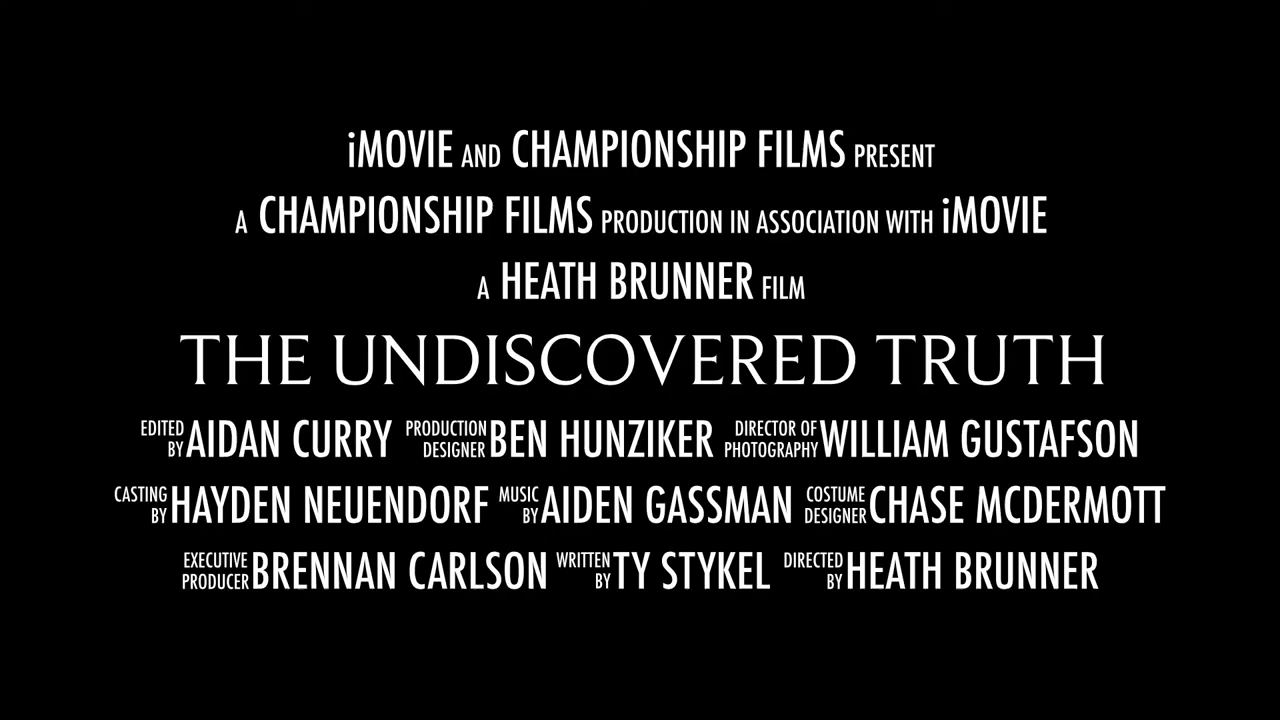 iMOVIE AND CHAMPIONSHIP FILMS PRESENT
A CHAMPIONSHIP FILMS PRODUCTION IN ASSOCIATION WITH iMOVIE
A HEATH BRUNNER FILM
THE UNDISCOVERED TRUTH
EDITED BY AIDAN CURRY PRODUCTION DESIGNER BEN HUNZIKER DIRECTOR OF PHOTOGRAPHY WILLIAM GUSTAFSON
CASTING BY HAYDEN NEUENDORF MUSIC BY AIDEN GASSMAN COSTUME DESIGNER CHASE MCDERMOTT
EXECUTIVE PRODUCER BRENNAN CARLSON WRITTEN BY TY STYKEL DIRECTED BY HEATH BRUNNER